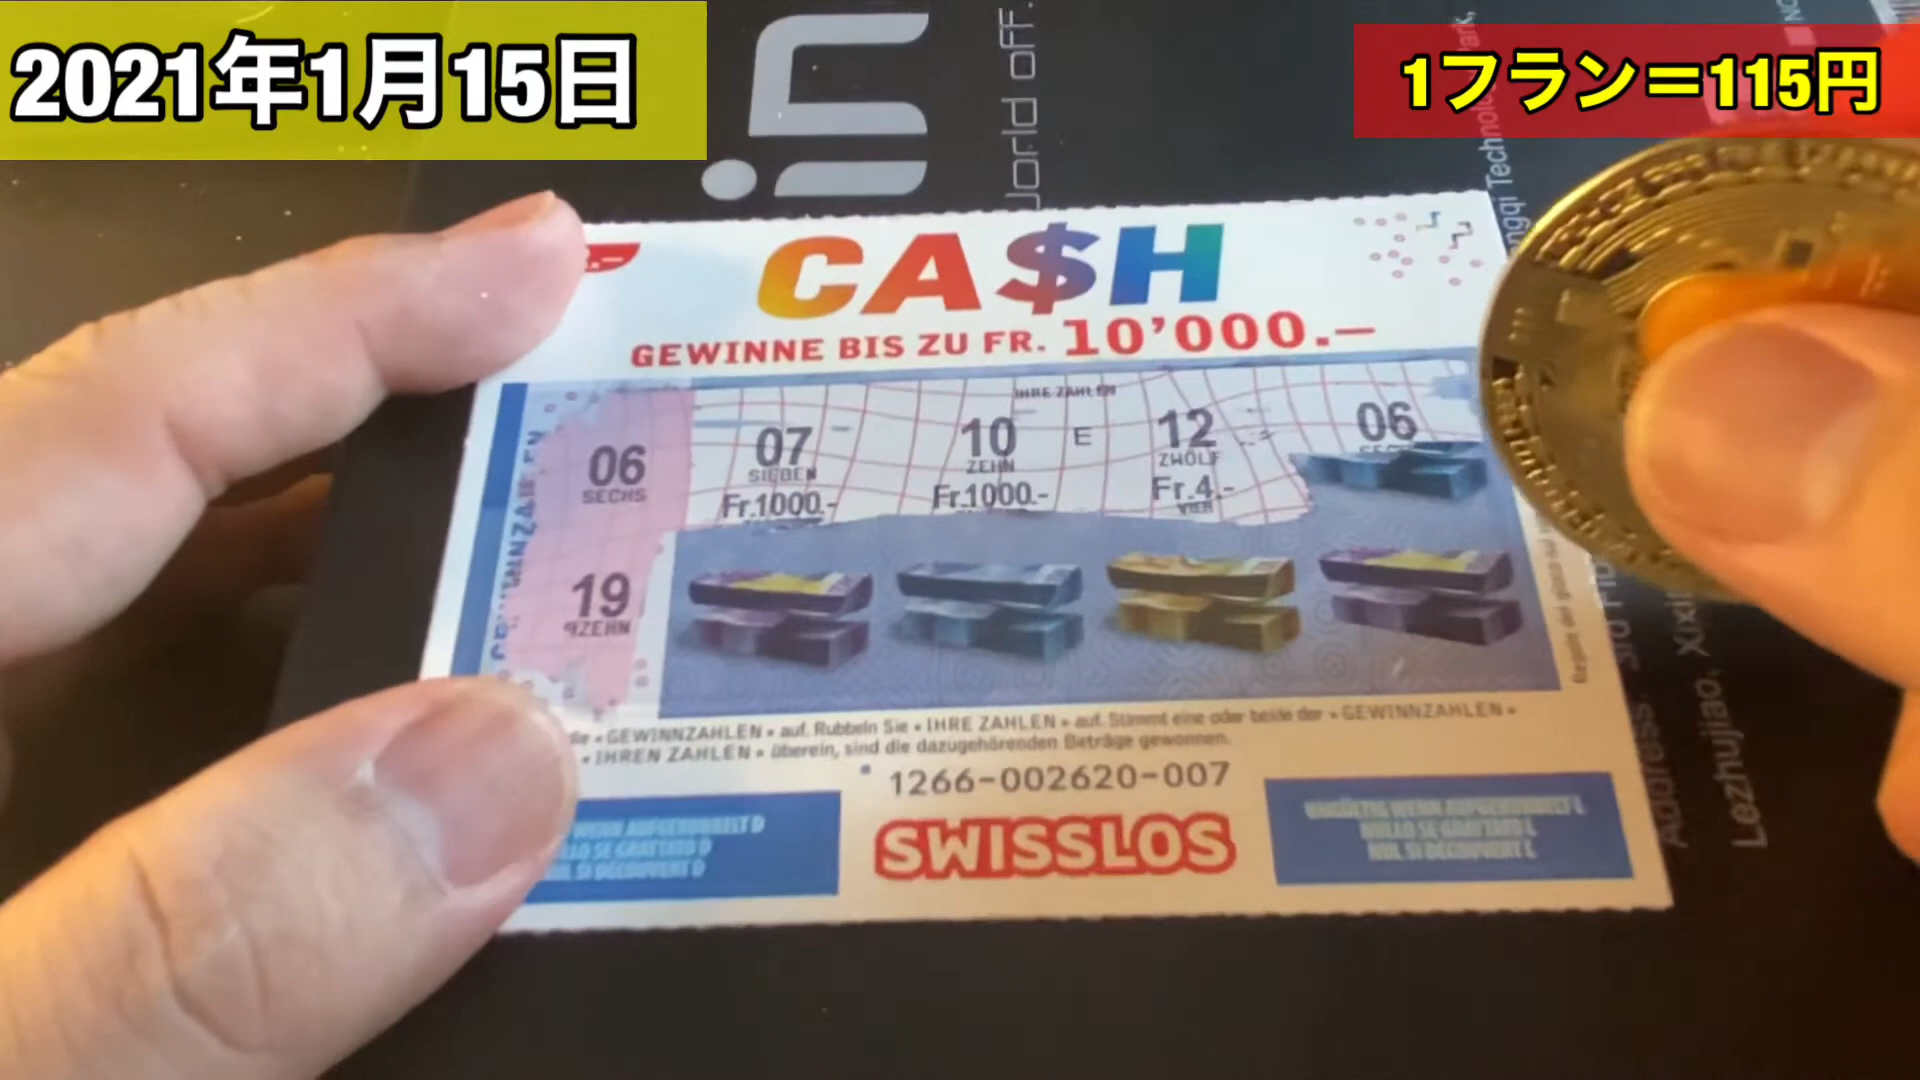 2021年1月15日
1フラン＝115円
in
World off.
CA$H
GEWINNE BIS ZU FR. 10'000.–
IHRE ZAHLEN
06
SECHS
07
SIEBEN
Fr.1000.-
10
ZEHN
Fr.1000.-
E
12
ZWÖLF
Fr.4.-
VIER
06
19
auf. Rubbeln Sie «IHRE ZAHLEN» auf. Stimmt eine oder beide der «GEWINNZAHLEN»
«IHREN ZAHLEN» überein, sind die dazugehörenden Beträge gewonnen.
1266-002620-007
SWISSLOS
Address:
Lezhujiao, Xixi